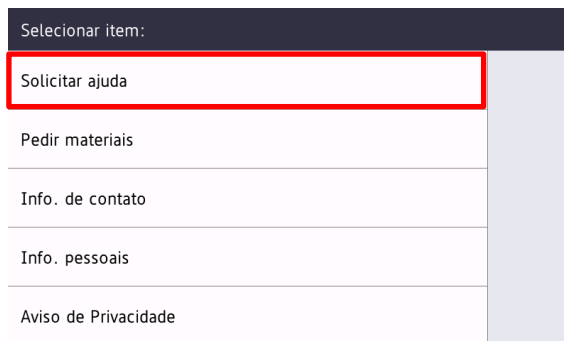 Selecionar item:
Solicitar ajuda
Pedir materiais
Info. de contato
Info. pessoais
Aviso de Privacidade